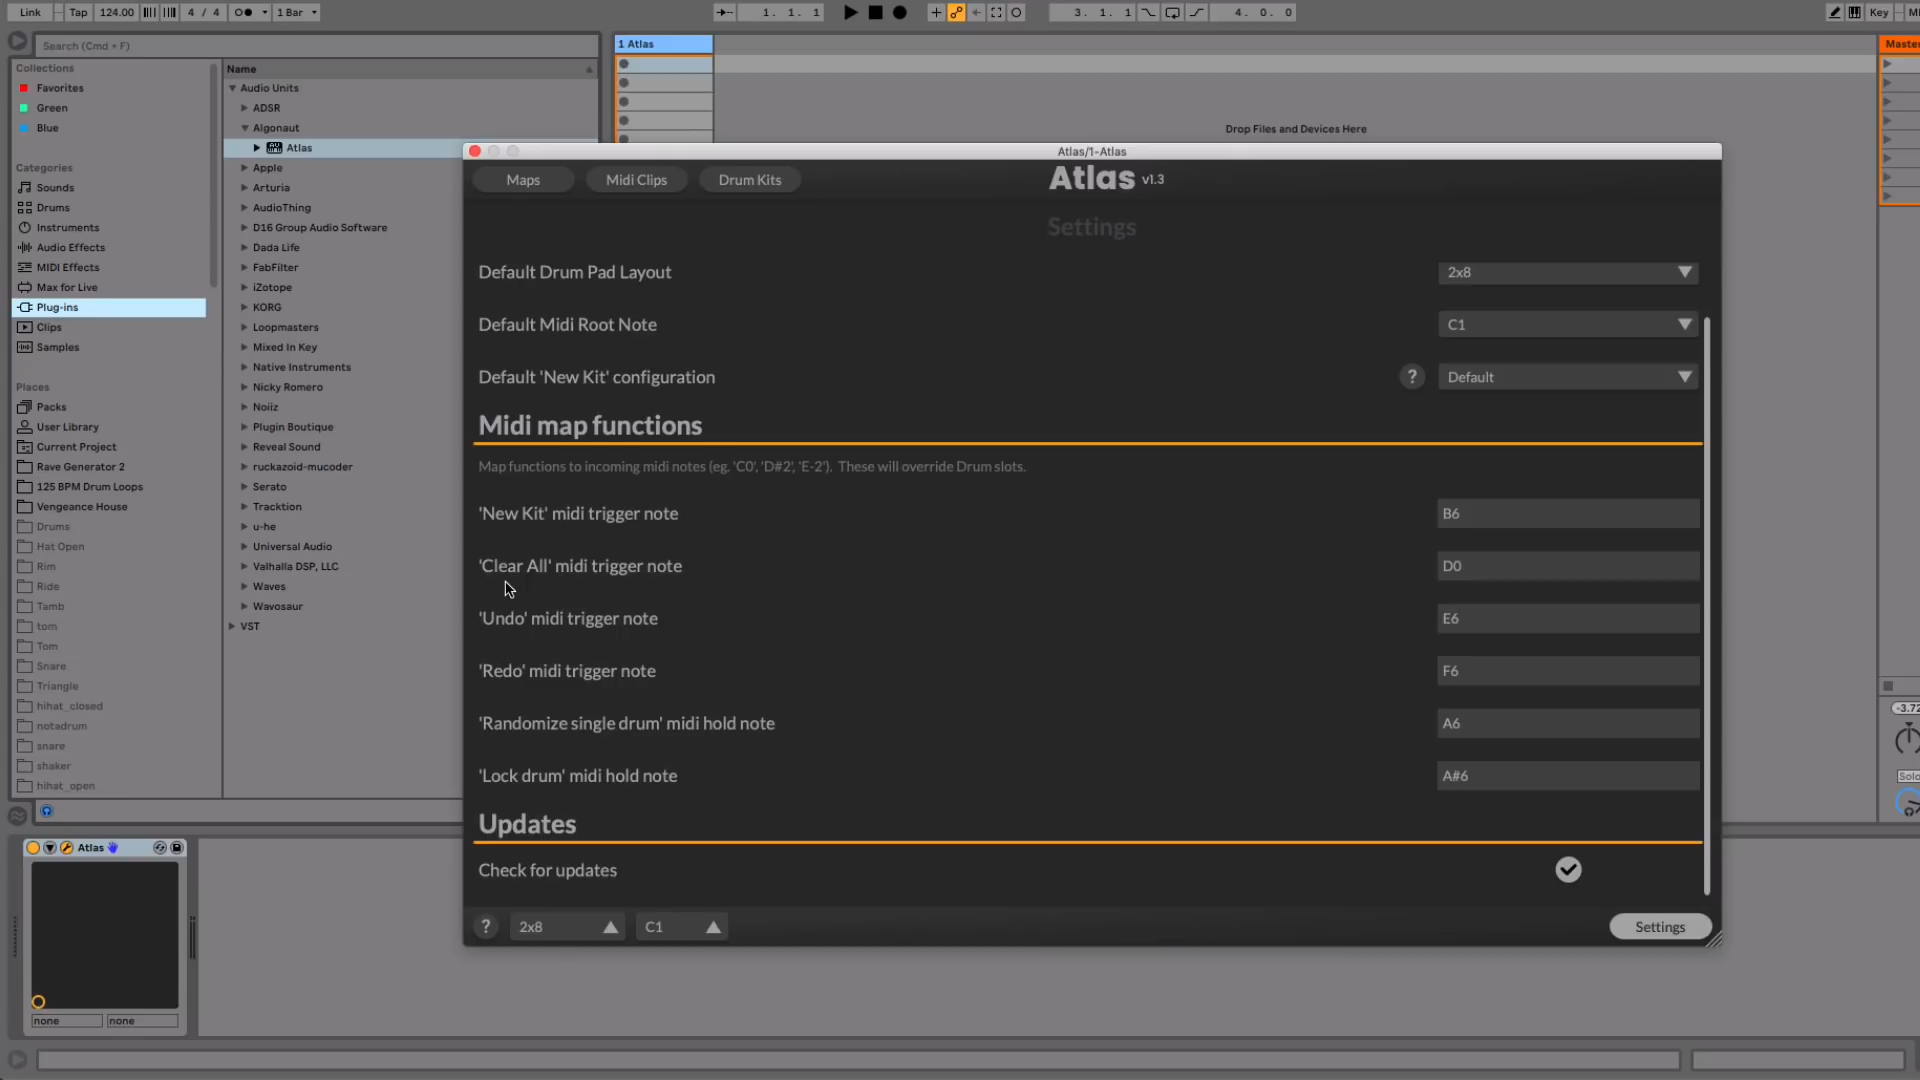 Link
Tap
124.00
4 / 4
1 Bar
1. 1. 1
3. 1. 1
4. 0. 0
Key
Search (Cmd + F)
Collections
Favorites
Green
Blue
Categories
Sounds
Drums
Instruments
Audio Effects
MIDI Effects
Max for Live
Plug-ins
Clips
Samples
Places
Packs
User Library
Current Project
Rave Generator 2
125 BPM Drum Loops
Vengeance House
Drums
Hat Open
Rim
Ride
Tamb
tom
Tom
Snare
Triangle
hihat_closed
notadrum
snare
shaker
hihat_open
Name
Audio Units
ADSR
Algonaut
Atlas
Apple
Arturia
AudioThing
D16 Group Audio Software
Dada Life
FabFilter
iZotope
KORG
Loopmasters
Mixed In Key
Native Instruments
Nicky Romero
Noiiz
Plugin Boutique
Reveal Sound
ruckazoid-mucoder
Serato
Tracktion
u-he
Universal Audio
Valhalla DSP, LLC
Waves
Wavosaur
VST
1 Atlas
Drop Files and Devices Here
Master
Atlas/1-Atlas
Maps
Midi Clips
Drum Kits
Atlas v1.3
Settings
Default Drum Pad Layout
2x8
Default Midi Root Note
C1
Default 'New Kit' configuration
?
Default
Midi map functions
Map functions to incoming midi notes (eg. 'C0', 'D#2', 'E-2'). These will override Drum slots.
'New Kit' midi trigger note
B6
'Clear All' midi trigger note
D0
'Undo' midi trigger note
E6
'Redo' midi trigger note
F6
'Randomize single drum' midi hold note
A6
'Lock drum' midi hold note
A#6
Updates
Check for updates
?
2x8
C1
Settings
-3.72
Solo
Atlas
none
none